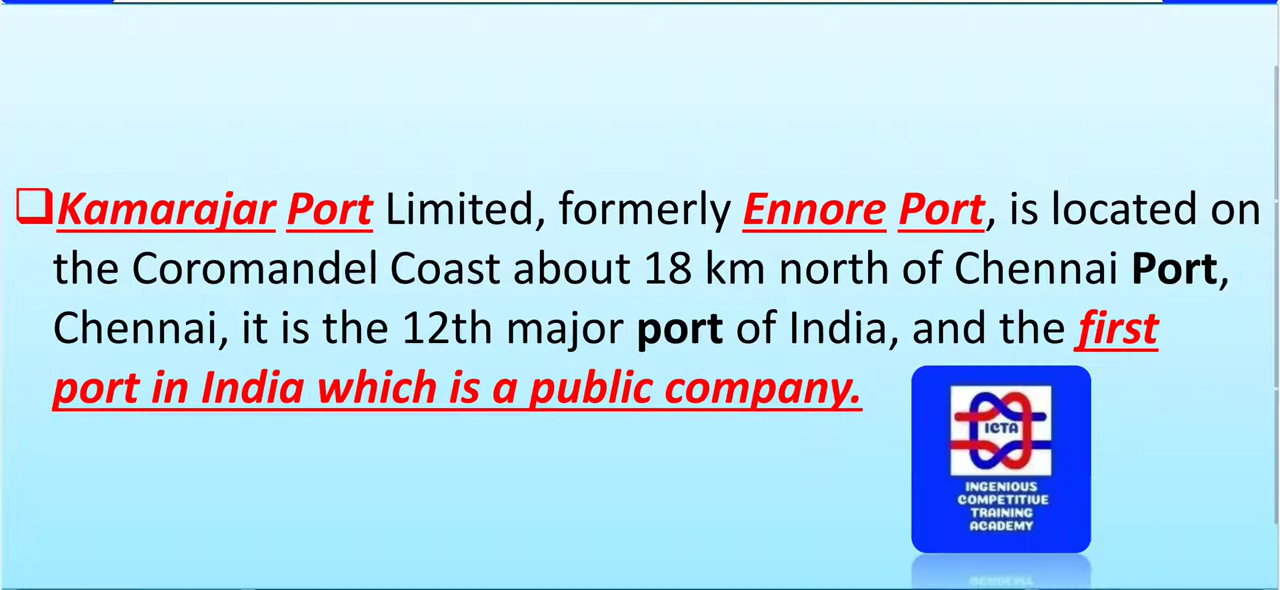 Kamarajar Port Limited, formerly Ennore Port, is located on
the Coromandel Coast about 18 km north of Chennai Port,
Chennai, it is the 12th major port of India, and the first
port in India which is a public company.
ICTA
INGENIOUS
COMPETITIVE
TRAINING
ACADEMY